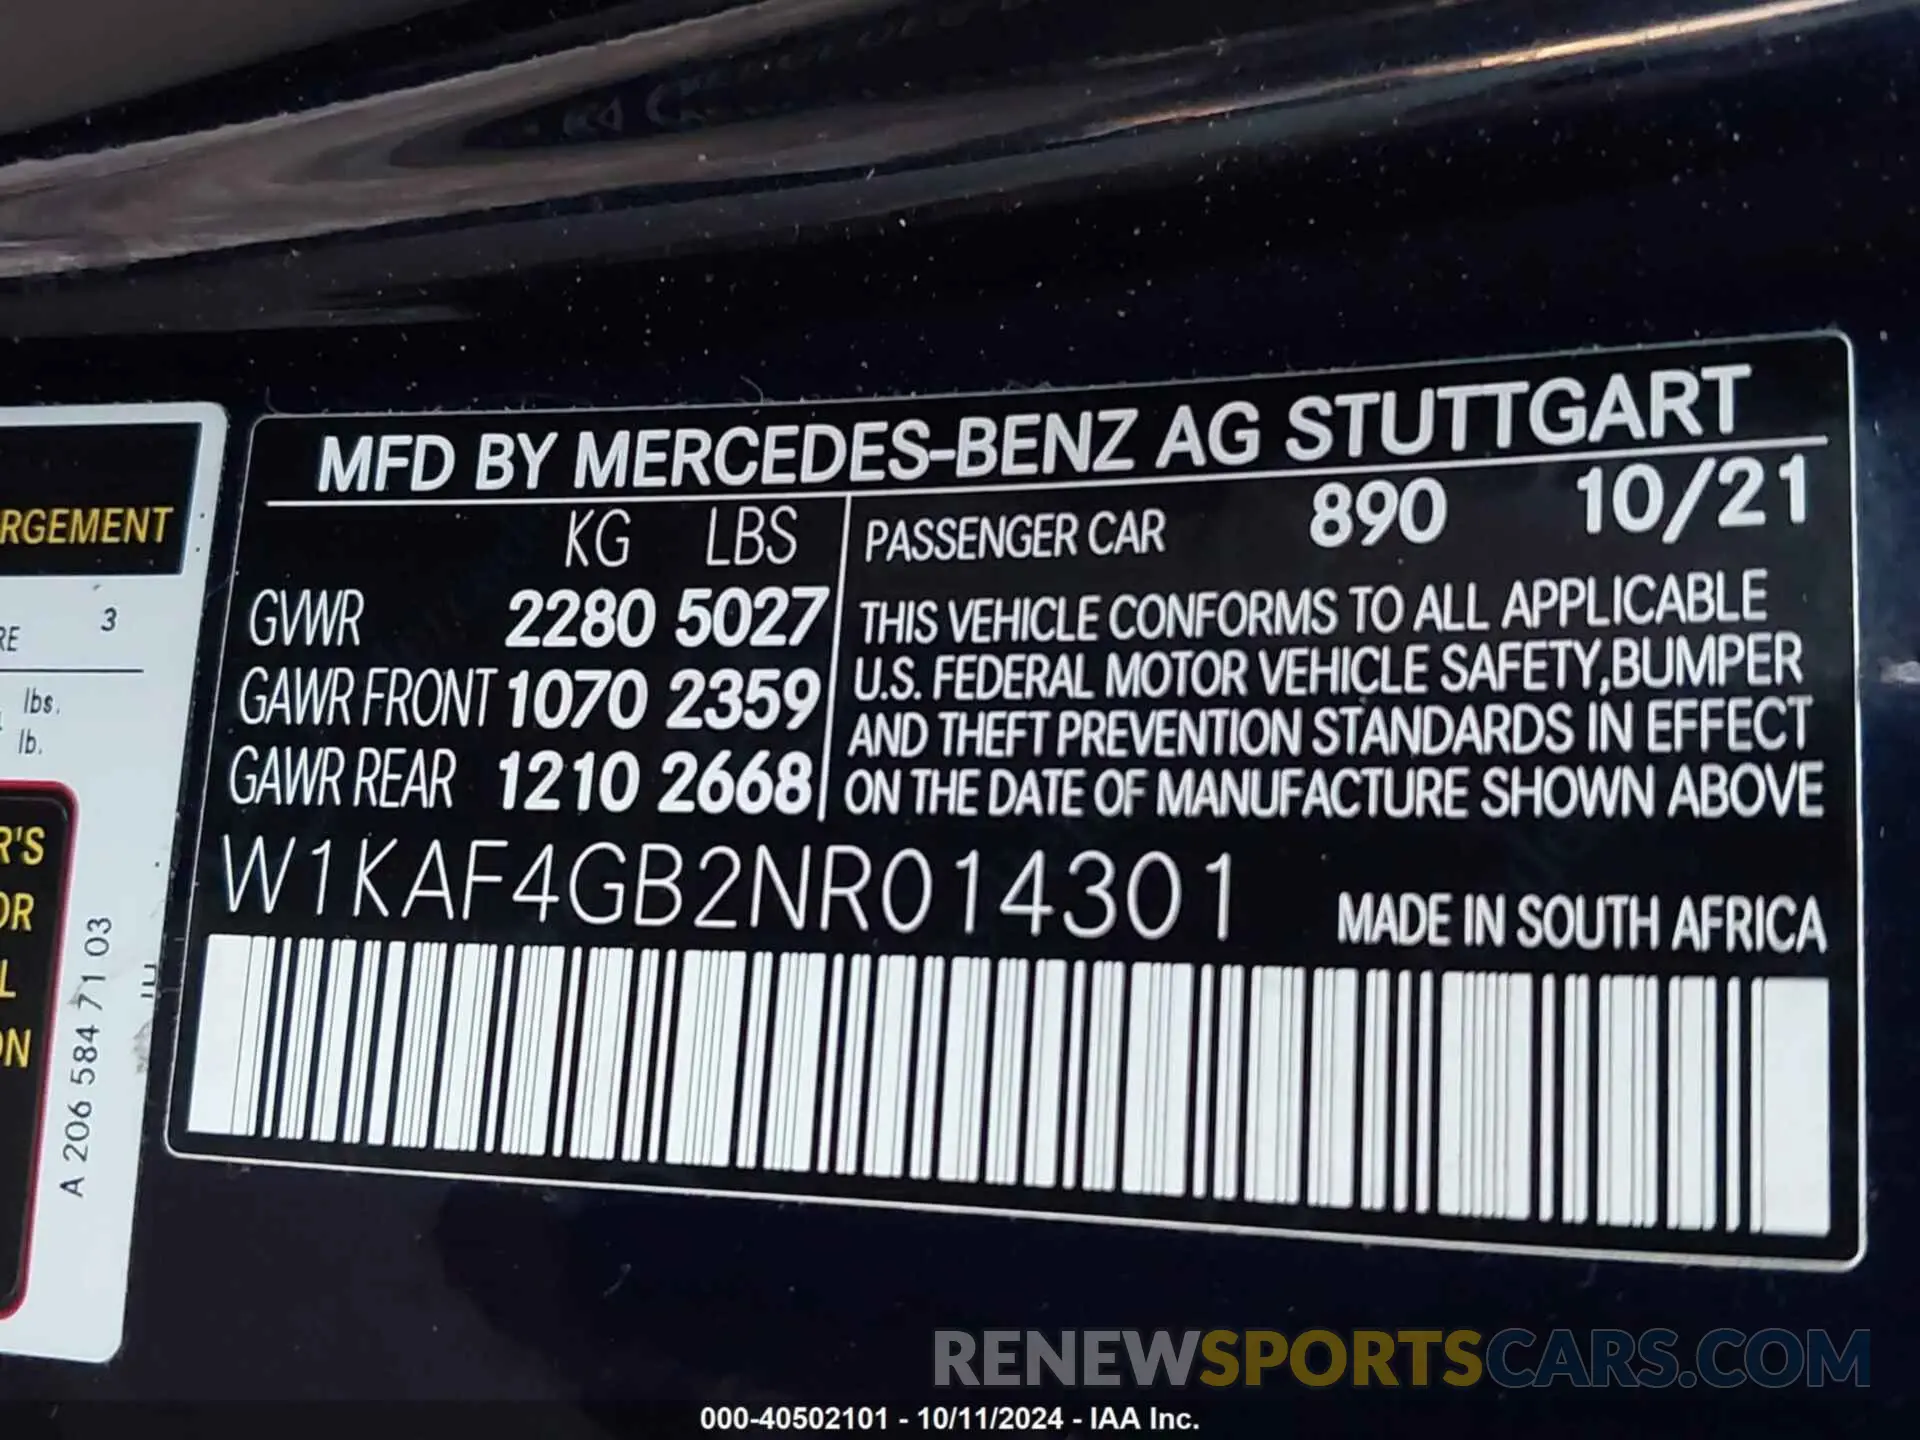 MFD BY MERCEDES-BENZ AG STUTTGART
KG LBS
GVWR 2280 5027
GAWR FRONT 1070 2359
GAWR REAR 1210 2668
PASSENGER CAR 890 10/21
THIS VEHICLE CONFORMS TO ALL APPLICABLE
U.S. FEDERAL MOTOR VEHICLE SAFETY,BUMPER
AND THEFT PREVENTION STANDARDS IN EFFECT
ON THE DATE OF MANUFACTURE SHOWN ABOVE
W1KAF4GB2NR014301
MADE IN SOUTH AFRICA
RGEMENT
3
RE
lbs.
lb.
R'S
OR
L
ON
A 206 584 71 03
RENEWSPORTSCARS.COM
000-40502101 - 10/11/2024 - IAA Inc.